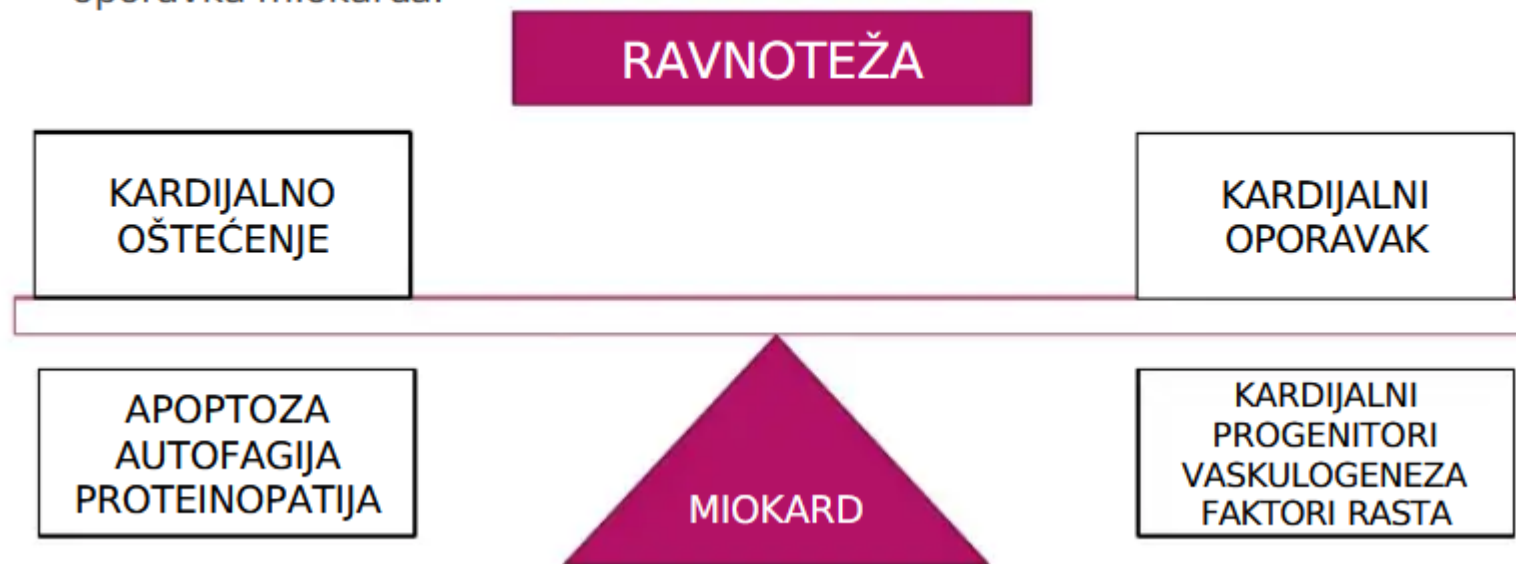 RAVNOTEŽA
KARDIJALNO
OŠTEĆENJE
KARDIJALNI
OPORAVAK
APOPTOZA
AUTOFAGIJA
PROTEINOPATIJA
KARDIJALNI
PROGENITORI
VASKULOGENEZA
FAKTORI RASTA
MIOKARD